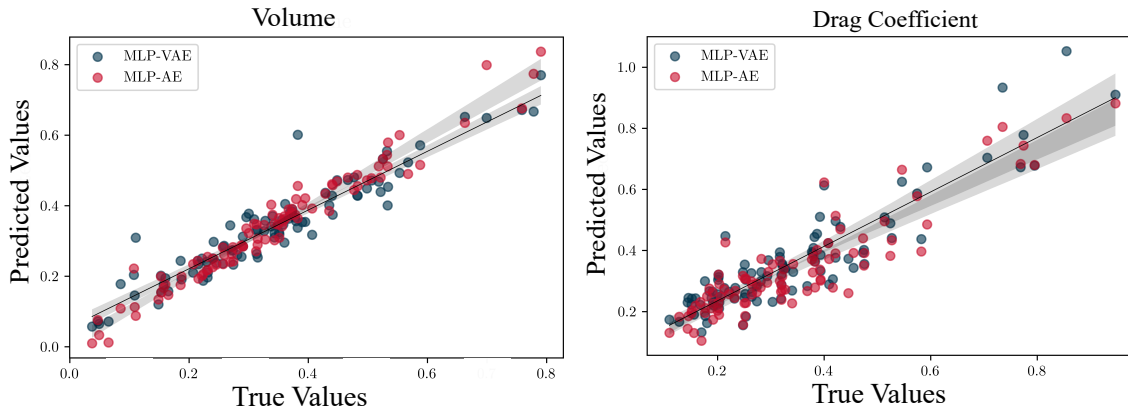 Volume
MLP-VAE
MLP-AE
Predicted Values
0.8
0.6
0.4
0.2
0.0
0.0 0.2 0.4 0.6 0.8
True Values
Drag Coefficient
MLP-VAE
MLP-AE
Predicted Values
1.0
0.8
0.6
0.4
0.2
0.2 0.4 0.6 0.8
True Values